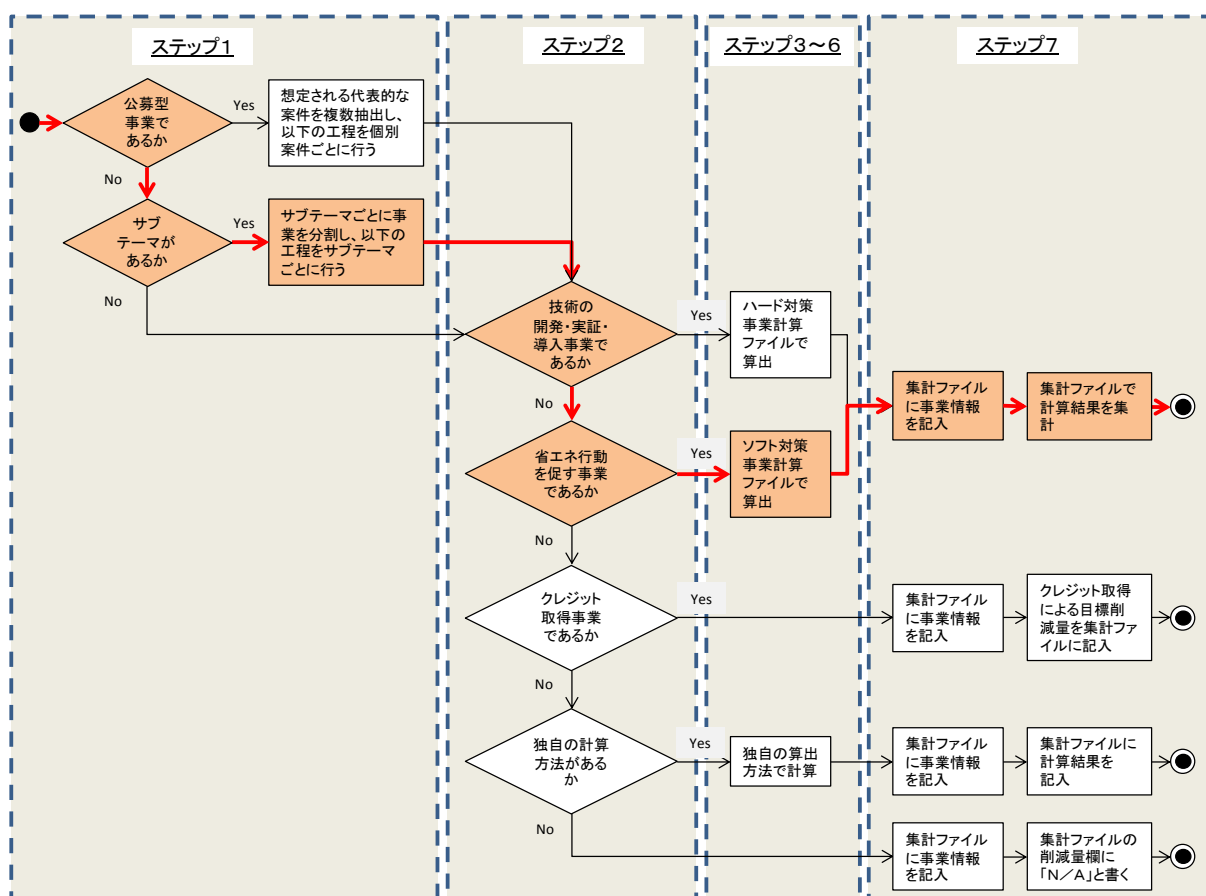 ステップ1
ステップ2
ステップ3～6
ステップ7
公募型
事業で
あるか
Yes
想定される代表的な
案件を複数抽出し、
以下の工程を個別
案件ごとに行う
No
サブ
テーマが
あるか
Yes
サブテーマごとに事
業を分割し、以下の
工程をサブテーマ
ごとに行う
No
技術の
開発・実証・
導入事業で
あるか
Yes
ハード対策
事業計算
ファイルで
算出
No
集計ファイル
に事業情報
を記入
集計ファイルで
計算結果を集
計
省エネ行動
を促す事業
であるか
Yes
ソフト対策
事業計算
ファイルで
算出
No
クレジット
取得事業
であるか
Yes
集計ファイル
に事業情報
を記入
クレジット取得
による目標削
減量を集計ファ
イルに記入
No
独自の計算
方法があるか
Yes
独自の算出
方法で計算
集計ファイル
に事業情報
を記入
集計ファイルに
計算結果を
記入
No
集計ファイル
に事業情報
を記入
集計ファイルの
削減量欄に
「N／A」と書く